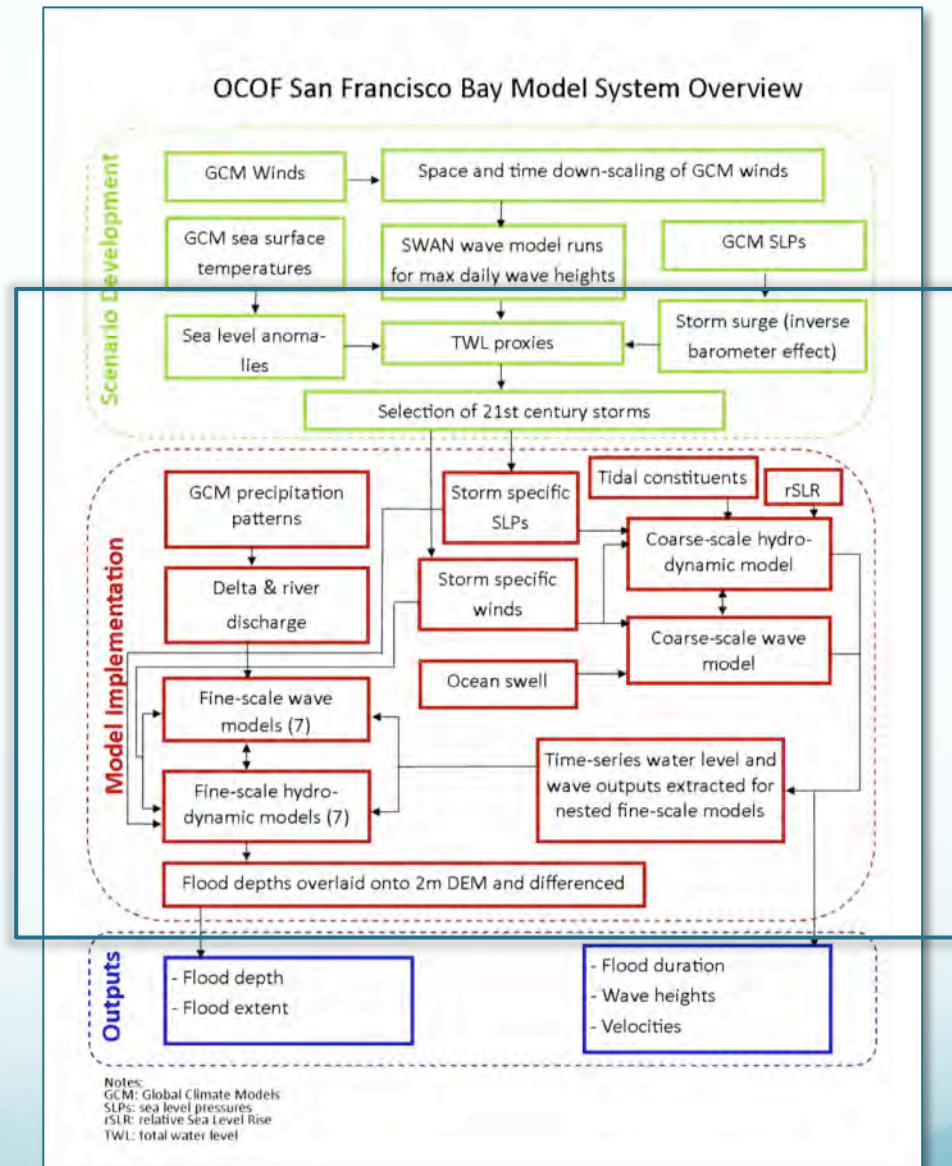 OCOF San Francisco Bay Model System Overview
Scenario Development
GCM Winds
Space and time down-scaling of GCM winds
GCM sea surface
temperatures
SWAN wave model runs
for max daily wave heights
GCM SLPs
Sea level anoma-
lies
TWL proxies
Storm surge (inverse
barometer effect)
Selection of 21st century storms
Model Implementation
GCM precipitation
patterns
Storm specific
SLPs
Tidal constituents
rSLR
Coarse-scale hydro-
dynamic model
Delta & river
discharge
Storm specific
winds
Coarse-scale wave
model
Ocean swell
Fine-scale wave
models (7)
Time-series water level and
wave outputs extracted for
nested fine-scale models
Fine-scale hydro-
dynamic models (7)
Flood depths overlaid onto 2m DEM and differenced
Outputs
- Flood depth
- Flood extent
- Flood duration
- Wave heights
- Velocities
Notes:
GCM: Global Climate Models
SLPs: sea level pressures
rSLR: relative Sea Level Rise
TWL: total water level